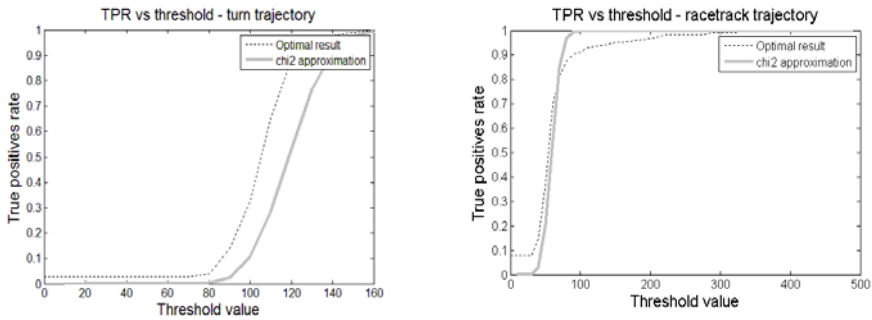 TPR vs threshold - turn trajectory
1
0.9
0.8
0.7
0.6
0.5
0.4
0.3
0.2
0.1
0
True positives rate
Optimal result
chi2 approximation
0 20 40 60 80 100 120 140 160
Threshold value
TPR vs threshold - racetrack trajectory
1
0.9
0.8
0.7
0.6
0.5
0.4
0.3
0.2
0.1
0
True positives rate
Optimal result
chi2 approximation
0 100 200 300 400 500
Threshold value